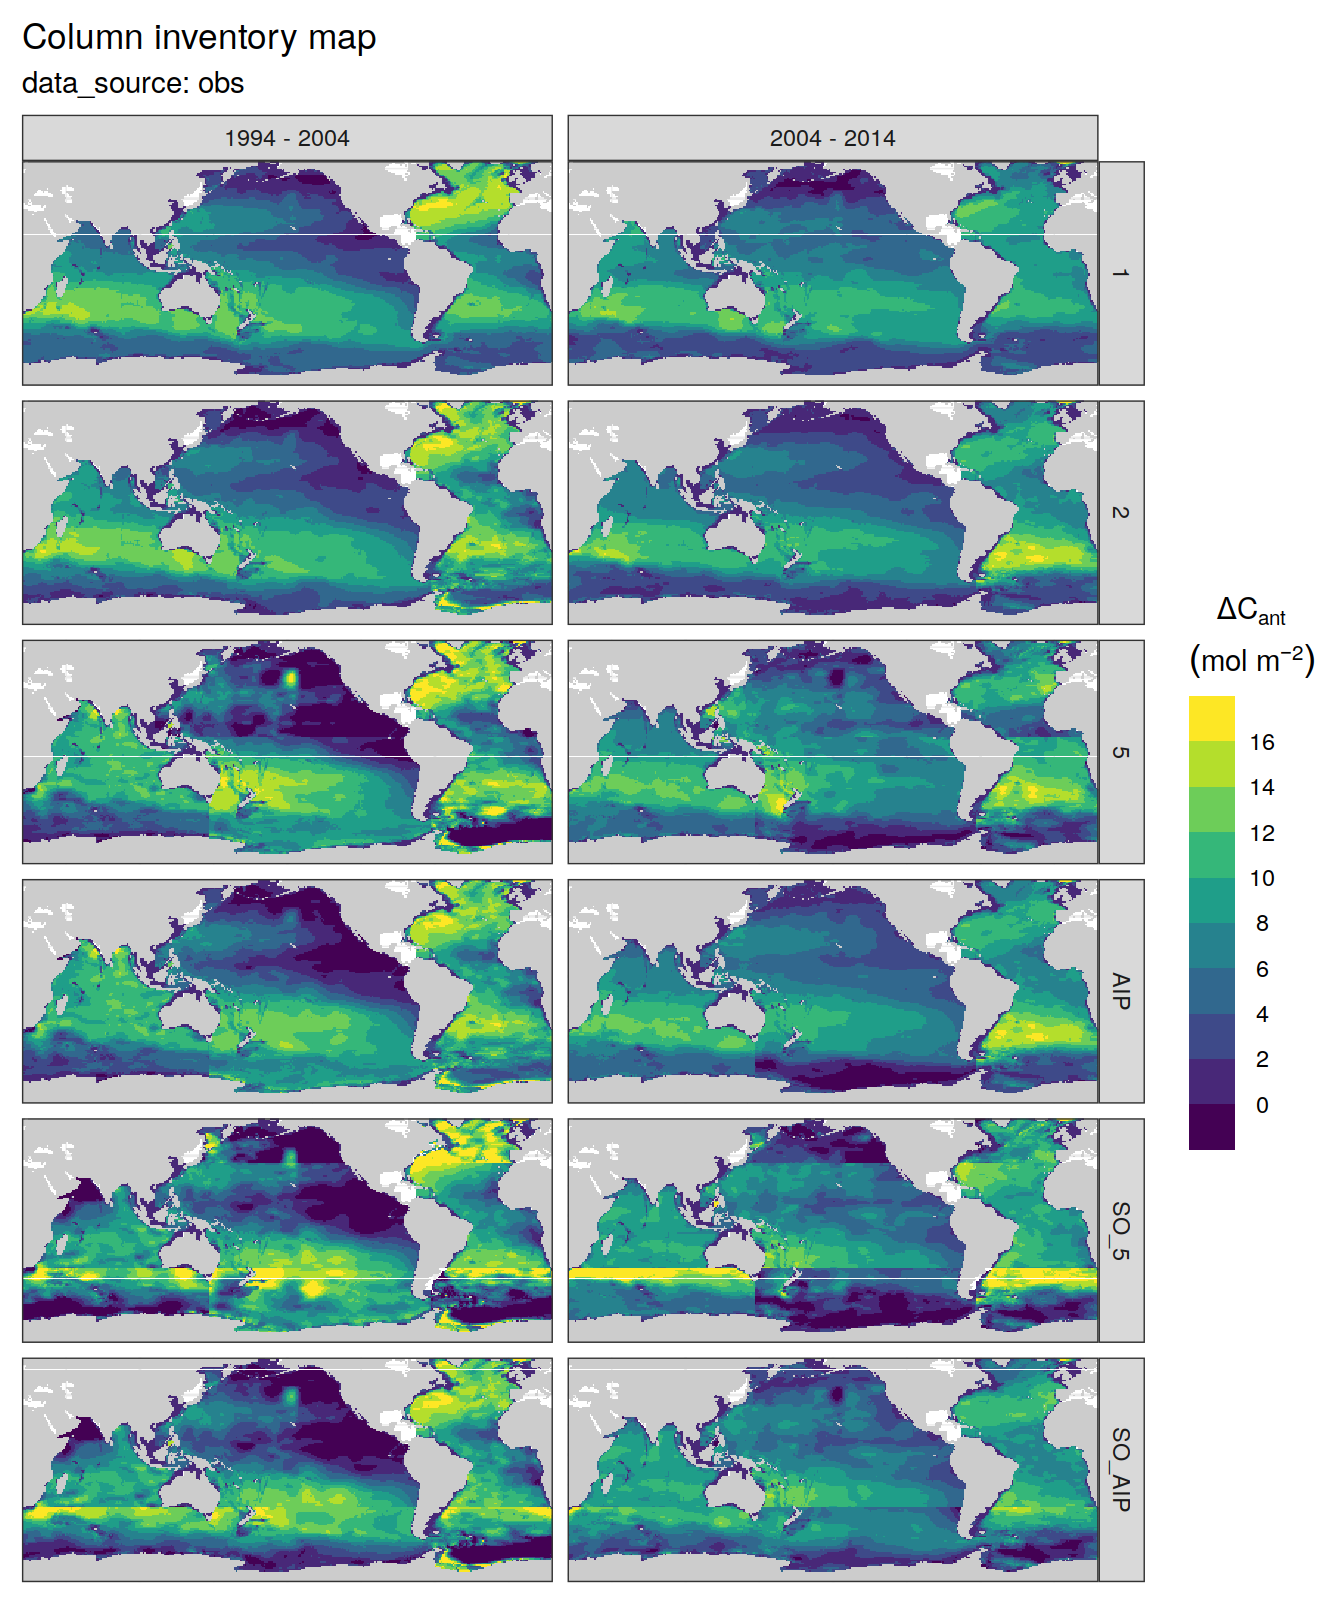 Column inventory map
data_source: obs
1994 - 2004
2004 - 2014
1
2
5
AIP
SO_5
SO_AIP
ΔCant
(mol m−2)
16
14
12
10
8
6
4
2
0